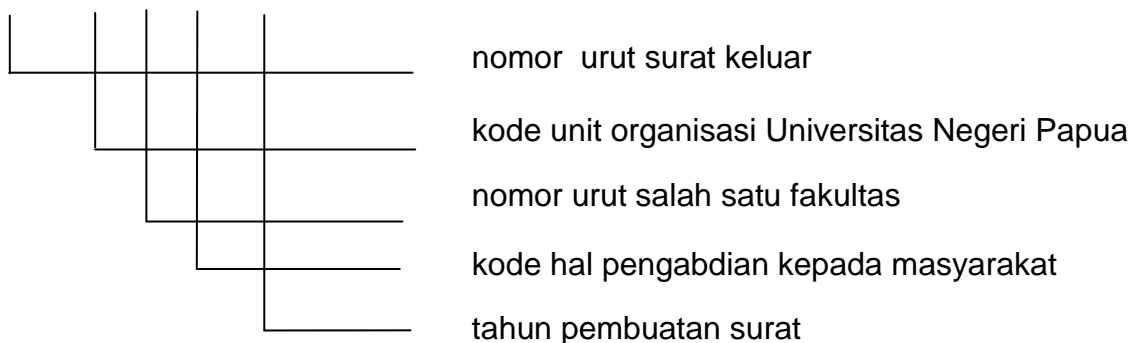 nomor urut surat keluar
kode unit organisasi Universitas Negeri Papua
nomor urut salah satu fakultas
kode hal pengabdian kepada masyarakat
tahun pembuatan surat